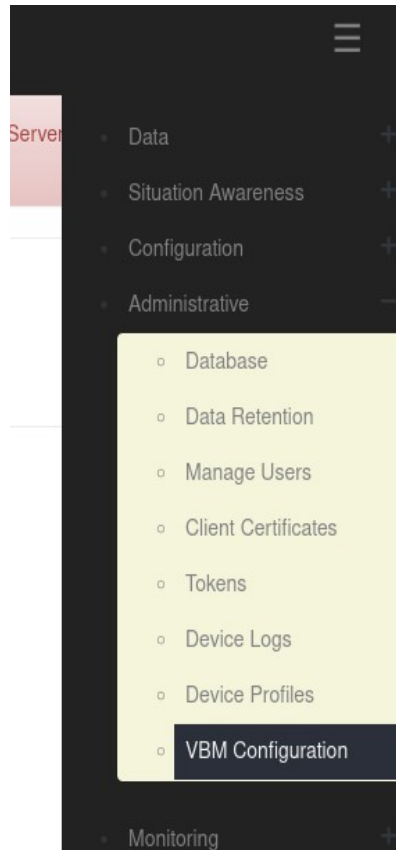 Server
Data
Situation Awareness
Configuration
Administrative
Database
Data Retention
Manage Users
Client Certificates
Tokens
Device Logs
Device Profiles
VBM Configuration
Monitoring